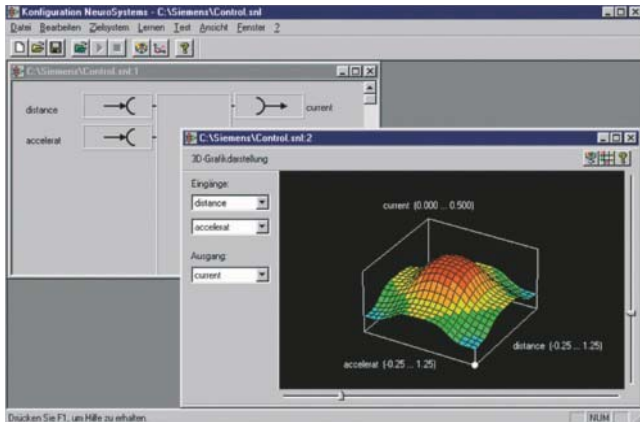 Konfiguration NeuroSystems - C:\Siemens\Control.snl
Datei Bearbeiten Zielsystem Lernen Test Ansicht Fenster ?
C:\Siemens\Control.snl:1
distance
current
accelerat
C:\Siemens\Control.snl:2
3D-Grafikdarstellung
Eingänge:
distance
accelerat
Ausgang:
current
current (0.000 ... 0.500)
distance (-0.25 ... 1.25)
accelerat (-0.25 ... 1.25)
Drücken Sie F1, um Hilfe zu erhalten.
NUM